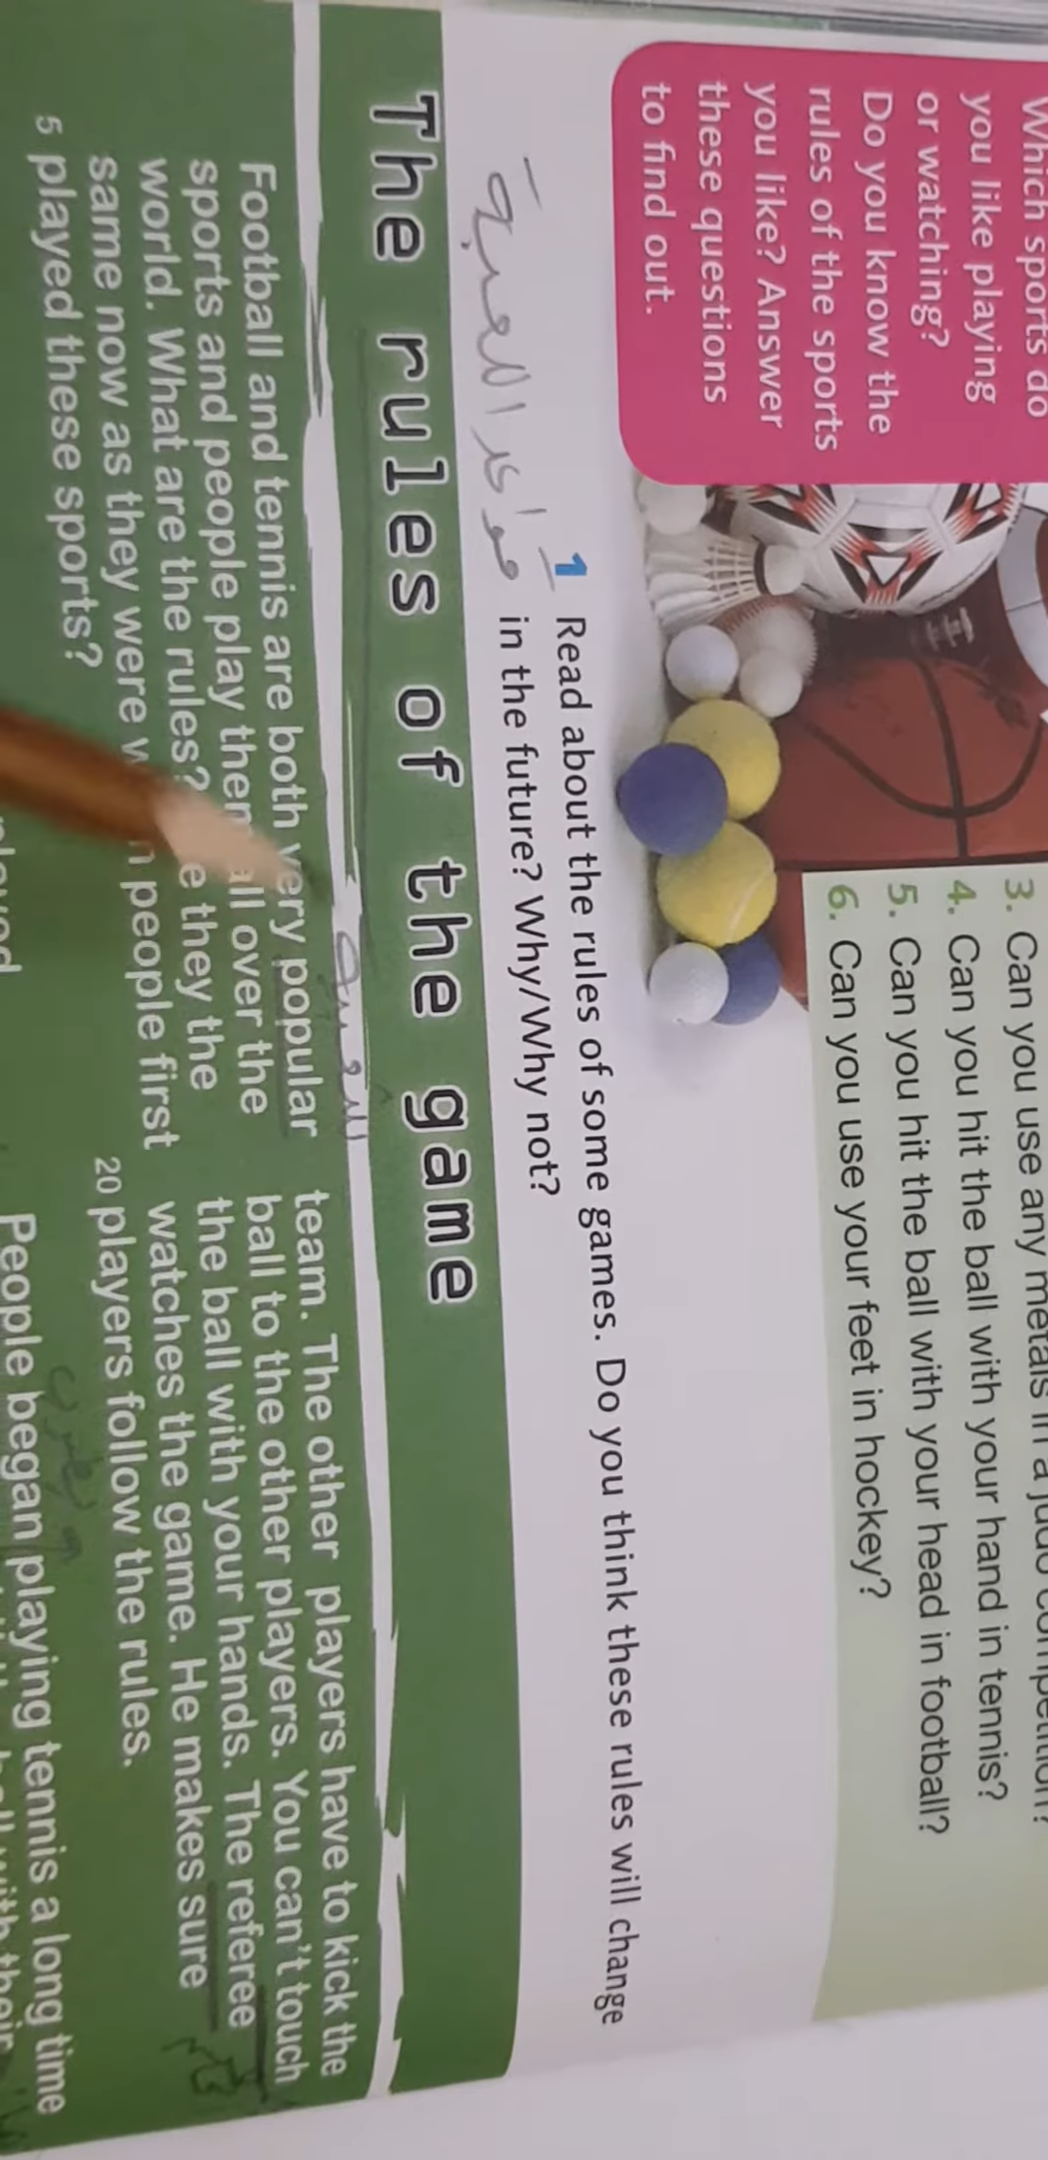 Which sports do
you like playing
or watching?
Do you know the
rules of the sports
you like? Answer
these questions
to find out.
3. Can you use any metals in a judo competition?
4. Can you hit the ball with your hand in tennis?
5. Can you hit the ball with your head in football?
6. Can you use your feet in hockey?
1 Read about the rules of some games. Do you think these rules will change
in the future? Why/Why not?
The rules of the game
Football and tennis are both very popular
sports and people play them all over the
world. What are the rules? they the
same now as they were people first
5 played these sports?
team. The other players have to kick the
ball to the other players. You can't touch
the ball with your hands. The referee
watches the game. He makes sure
20 players follow the rules.
People began playing tennis a long time